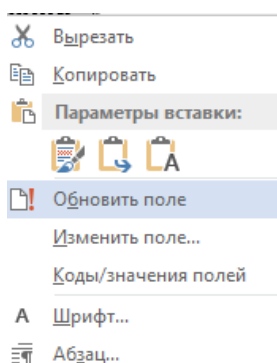 Вырезать
Копировать
Параметры вставки:
Обновить поле
Изменить поле...
Коды/значения полей
Шрифт...
Абзац...